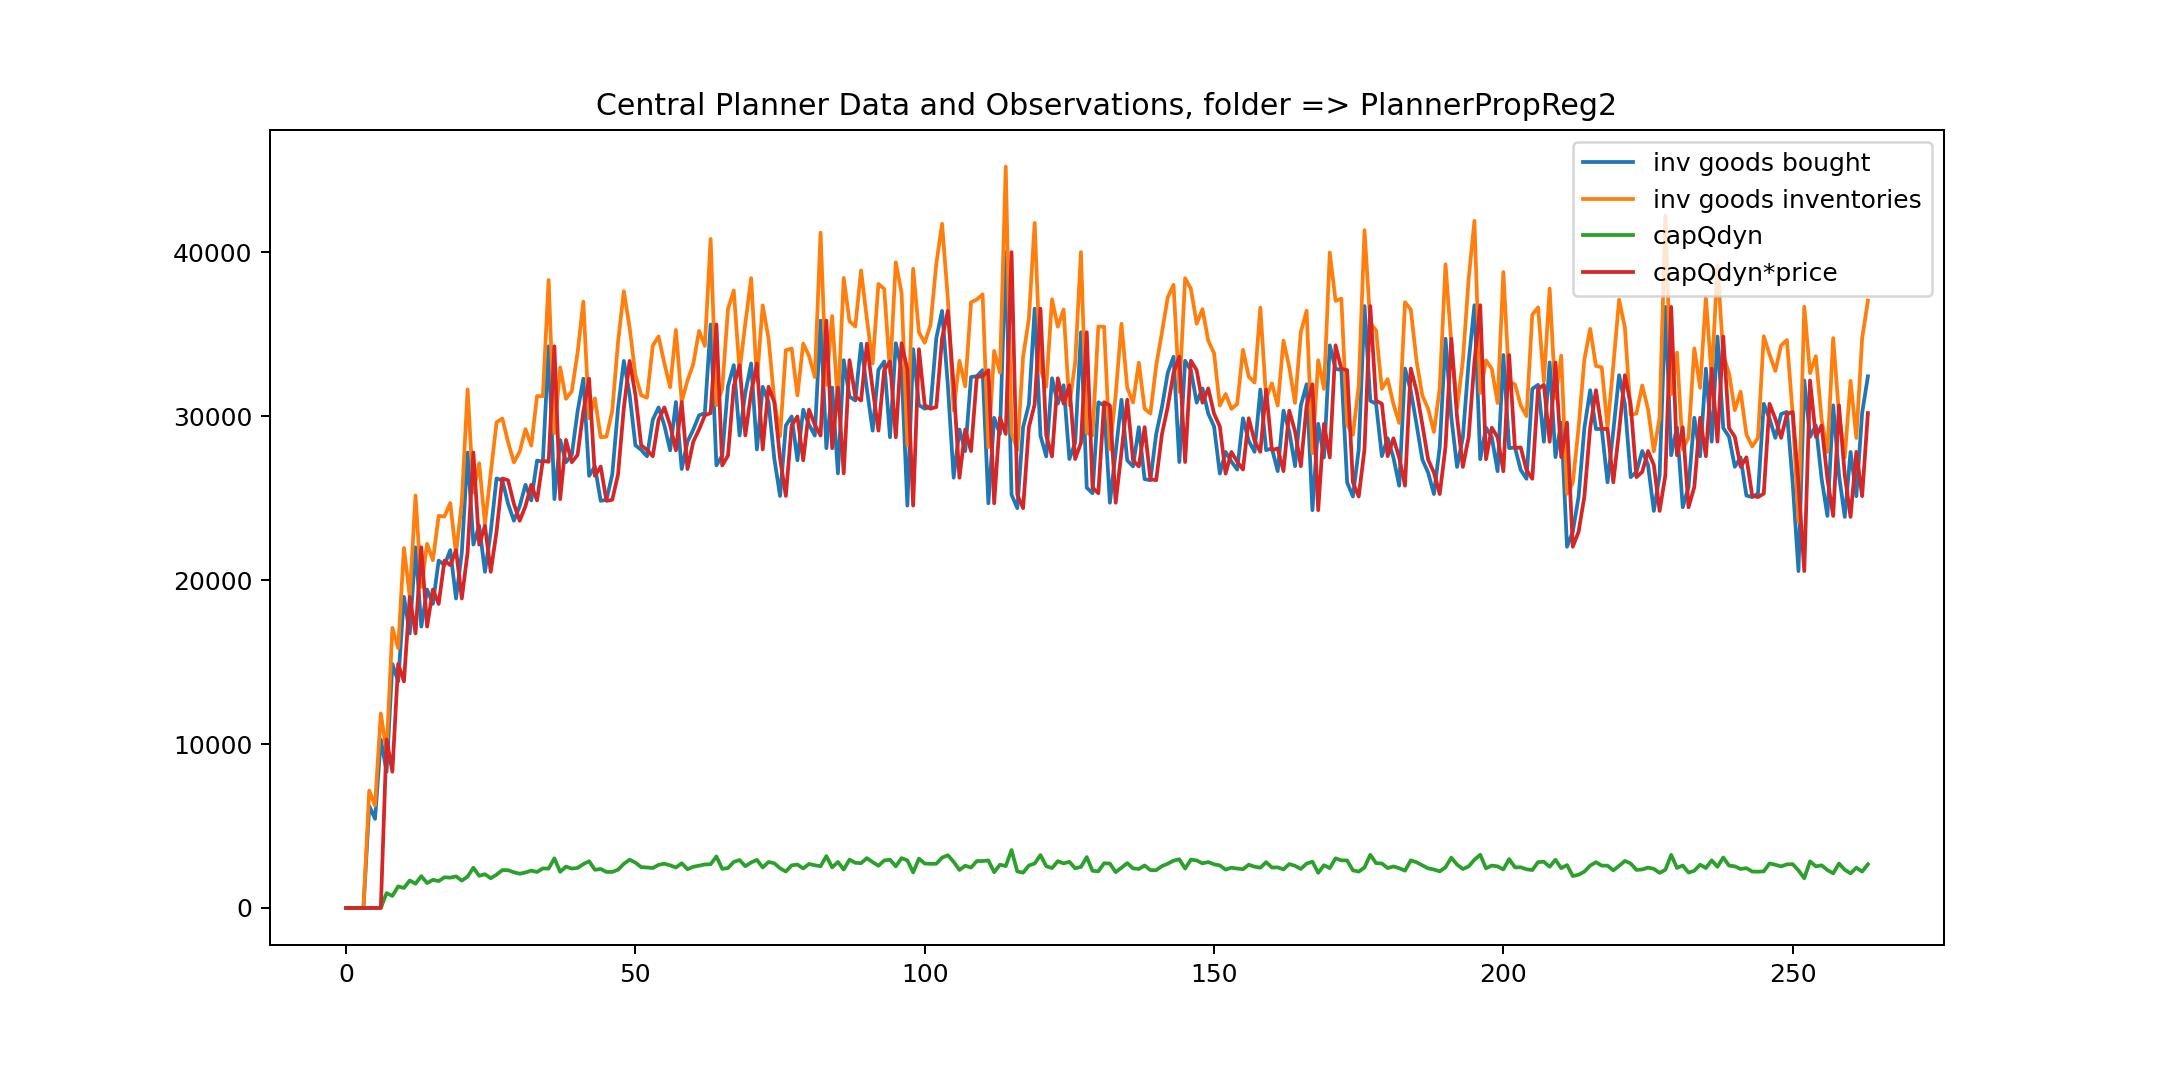 Central Planner Data and Observations, folder => PlannerPropReg2
inv goods bought
inv goods inventories
capQdyn
capQdyn*price
40000
30000
20000
10000
0
0 50 100 150 200 250